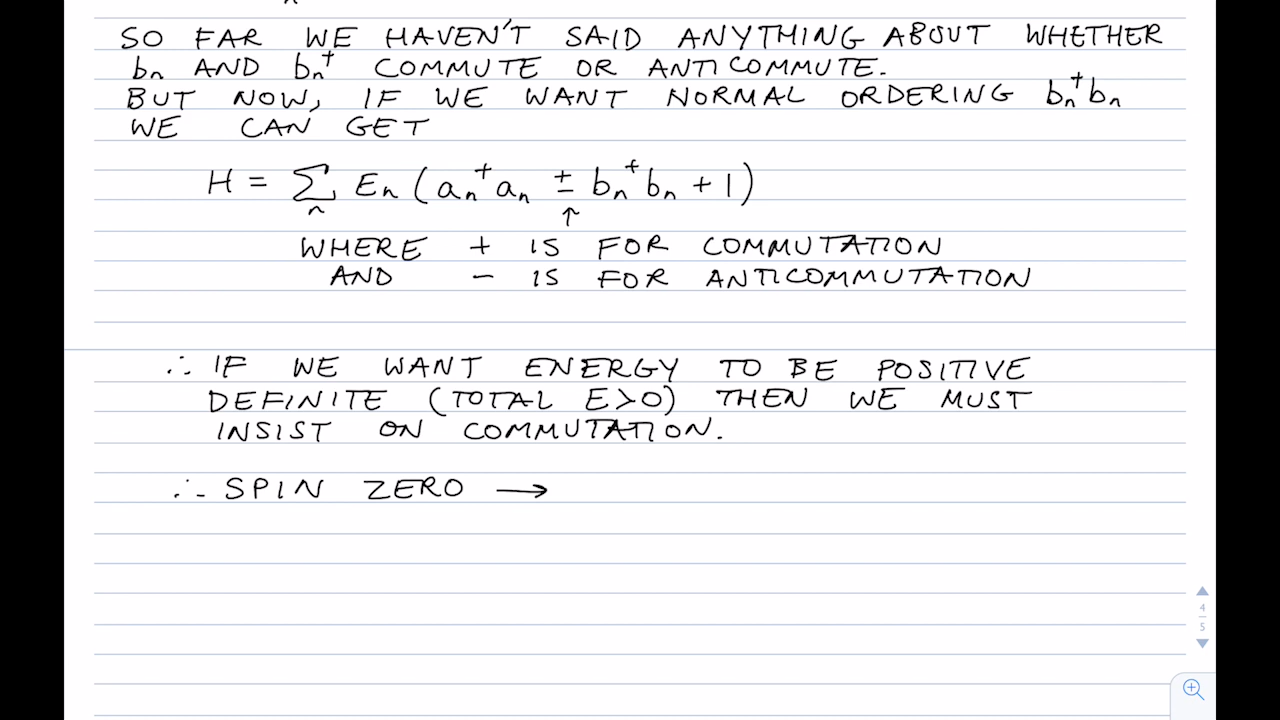 SO FAR WE HAVEN'T SAID ANYTHING ABOUT WHETHER
bₙ AND bₙ⁺ COMMUTE OR ANTICOMMUTE.
BUT NOW, IF WE WANT NORMAL ORDERING bₙ⁺bₙ
WE CAN GET
H = ∑ₙ Eₙ (aₙ⁺aₙ ± bₙ⁺bₙ + 1)
↑
WHERE + IS FOR COMMUTATION
AND − IS FOR ANTICOMMUTATION
∴ IF WE WANT ENERGY TO BE POSITIVE
DEFINITE (TOTAL E>0) THEN WE MUST
INSIST ON COMMUTATION.
∴ SPIN ZERO →
4
5